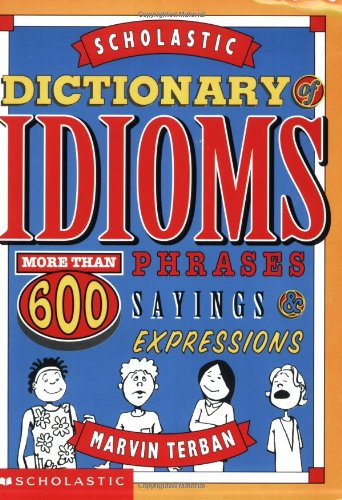 SCHOLASTIC
DICTIONARY of
IDIOMS
MORE THAN PHRASES
600 SAYINGS &
EXPRESSIONS
MARVIN TERBAN
SCHOLASTIC